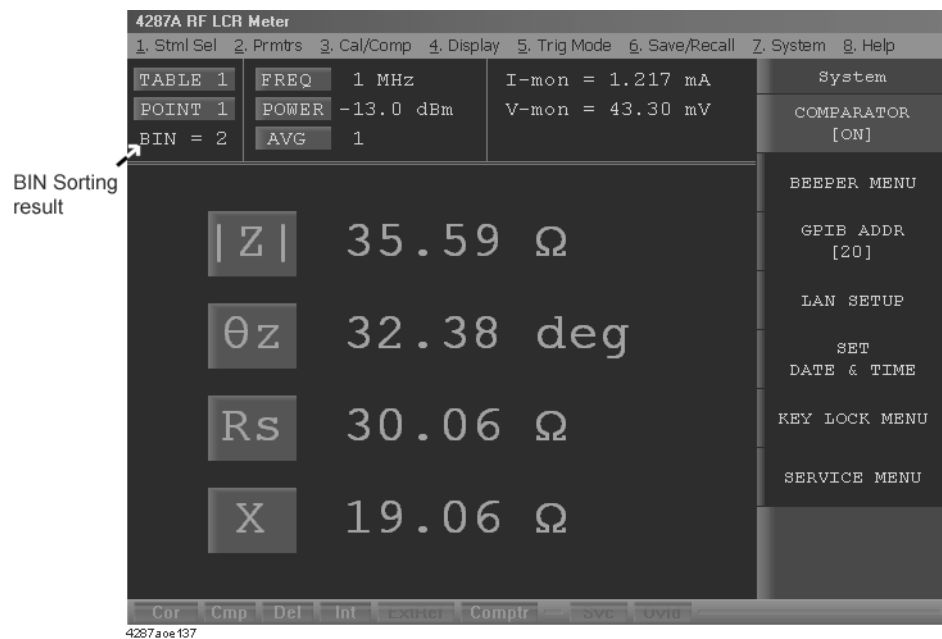 4287A RF LCR Meter
1. Stml Sel 2. Prmtrs 3. Cal/Comp 4. Display 5. Trig Mode 6. Save/Recall 7. System 8. Help
TABLE 1 FREQ 1 MHz I-mon = 1.217 mA
POINT 1 POWER -13.0 dBm V-mon = 43.30 mV
BIN = 2 AVG 1
BIN Sorting
result
|Z| 35.59 Ω
θz 32.38 deg
Rs 30.06 Ω
X 19.06 Ω
System
COMPARATOR
[ON]
BEEPER MENU
GPIB ADDR
[20]
LAN SETUP
SET
DATE & TIME
KEY LOCK MENU
SERVICE MENU
Cor Cmp Del Int ExtRef Comptr Svc Ovld
4287aoe137